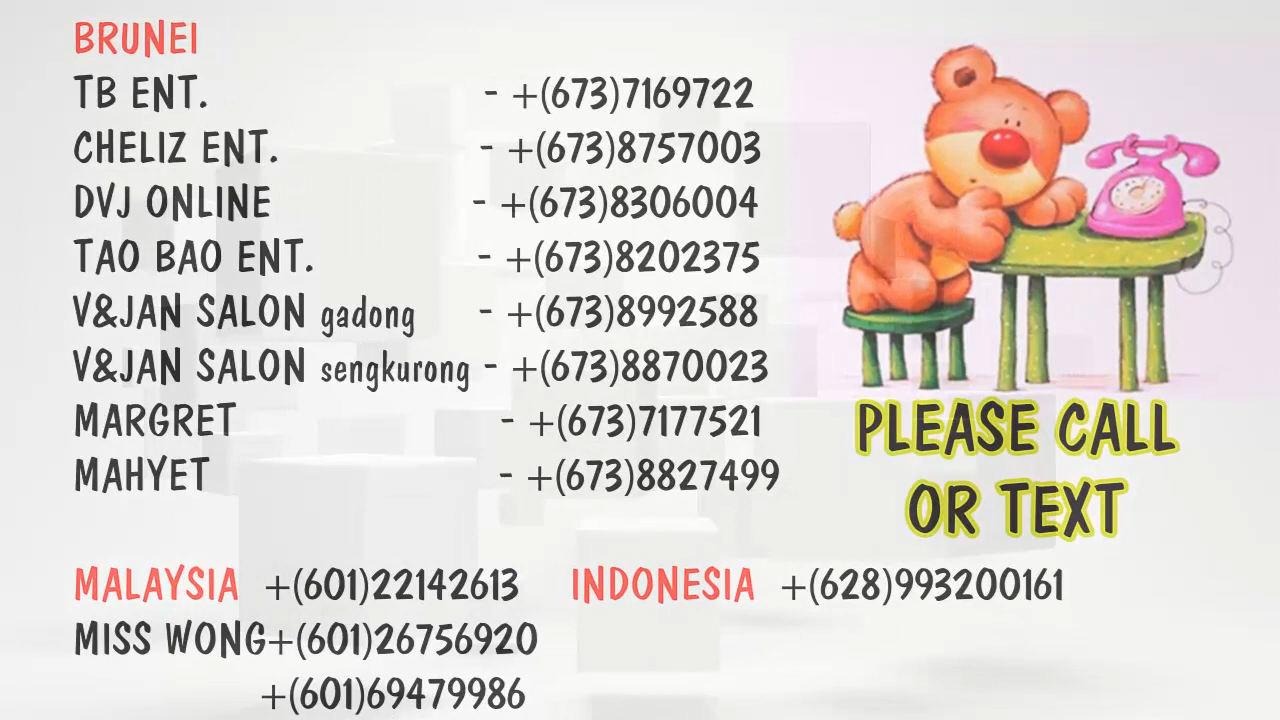 BRUNEI
TB ENT. - +(673)7169722
CHELIZ ENT. - +(673)8757003
DVJ ONLINE - +(673)8306004
TAO BAO ENT. - +(673)8202375
V&JAN SALON gadong - +(673)8992588
V&JAN SALON sengkurong - +(673)8870023
MARGRET - +(673)7177521
MAHYET - +(673)8827499
PLEASE CALL
OR TEXT
MALAYSIA +(601)22142613 INDONESIA +(628)993200161
MISS WONG+(601)26756920
+(601)69479986